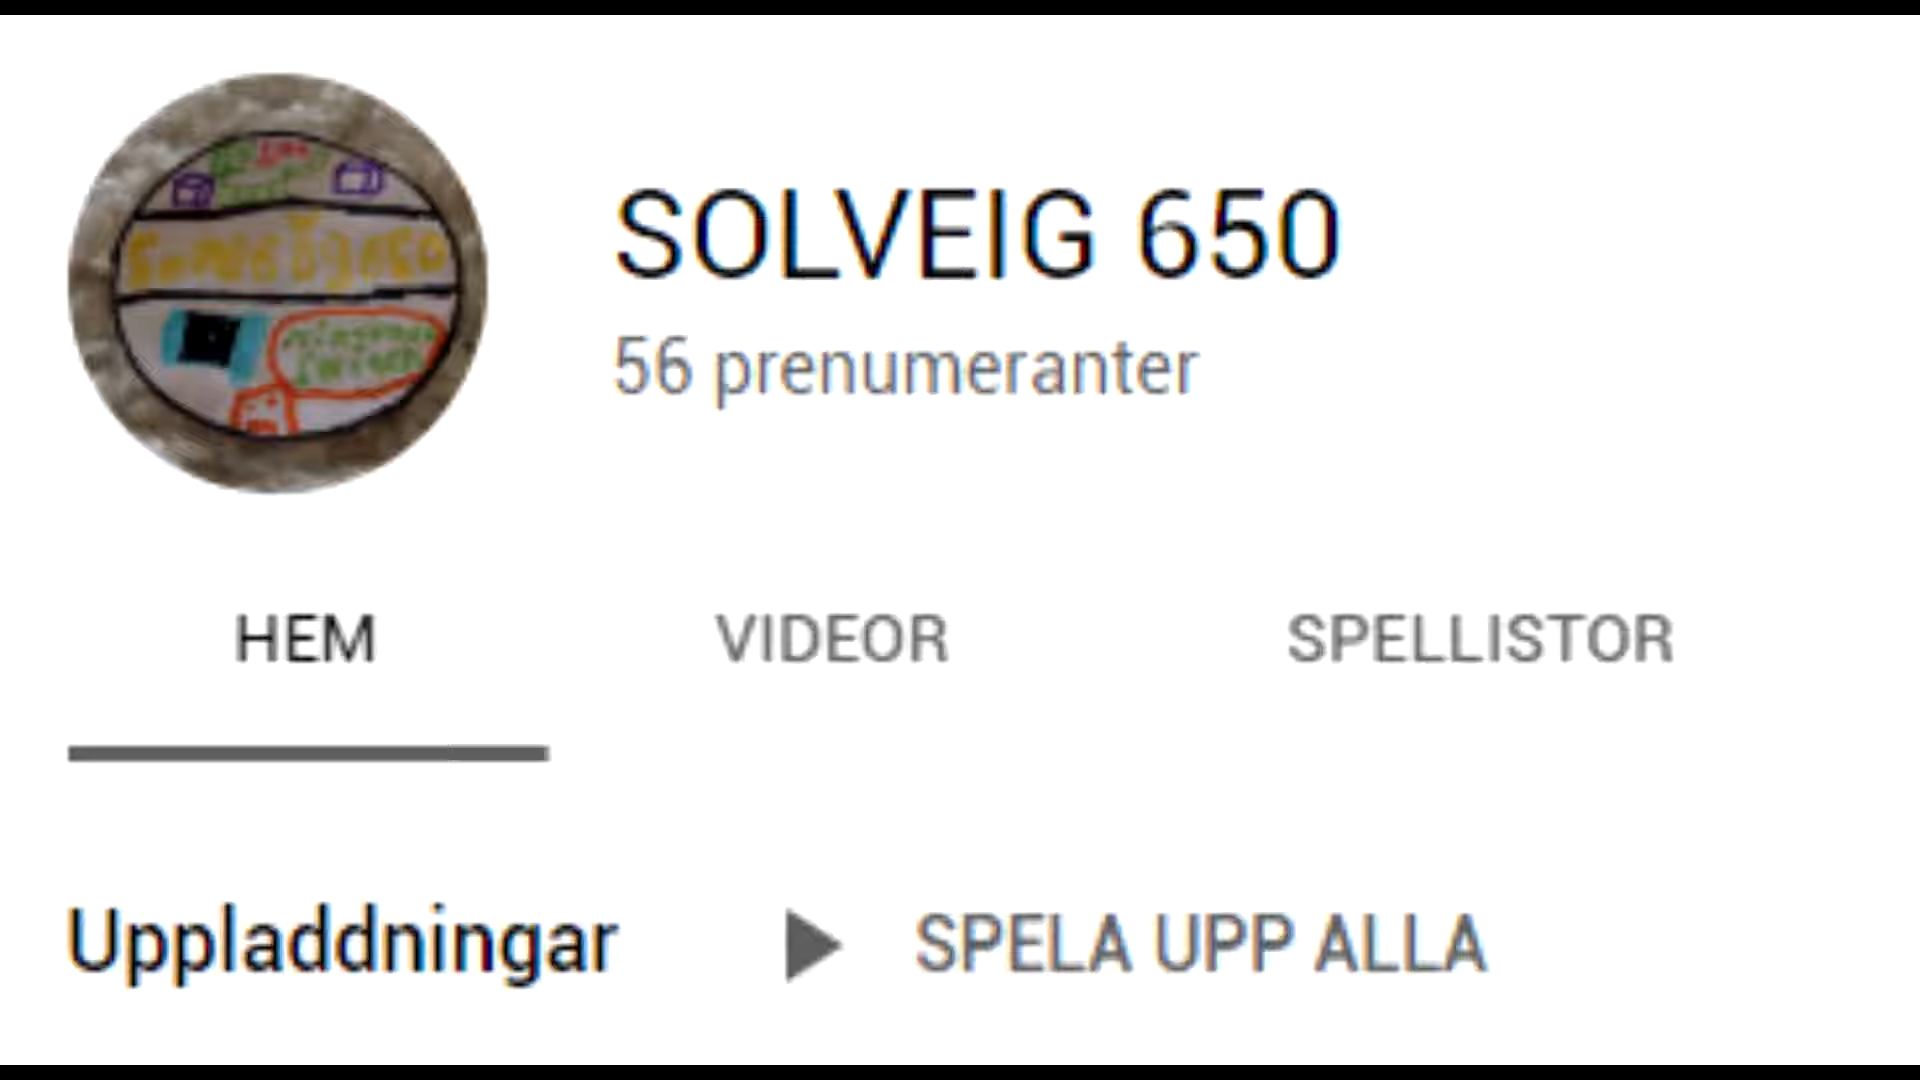 SOLVEIG 650
56 prenumeranter
HEM
VIDEOR
SPELLISTOR
Uppladdningar
SPELA UPP ALLA